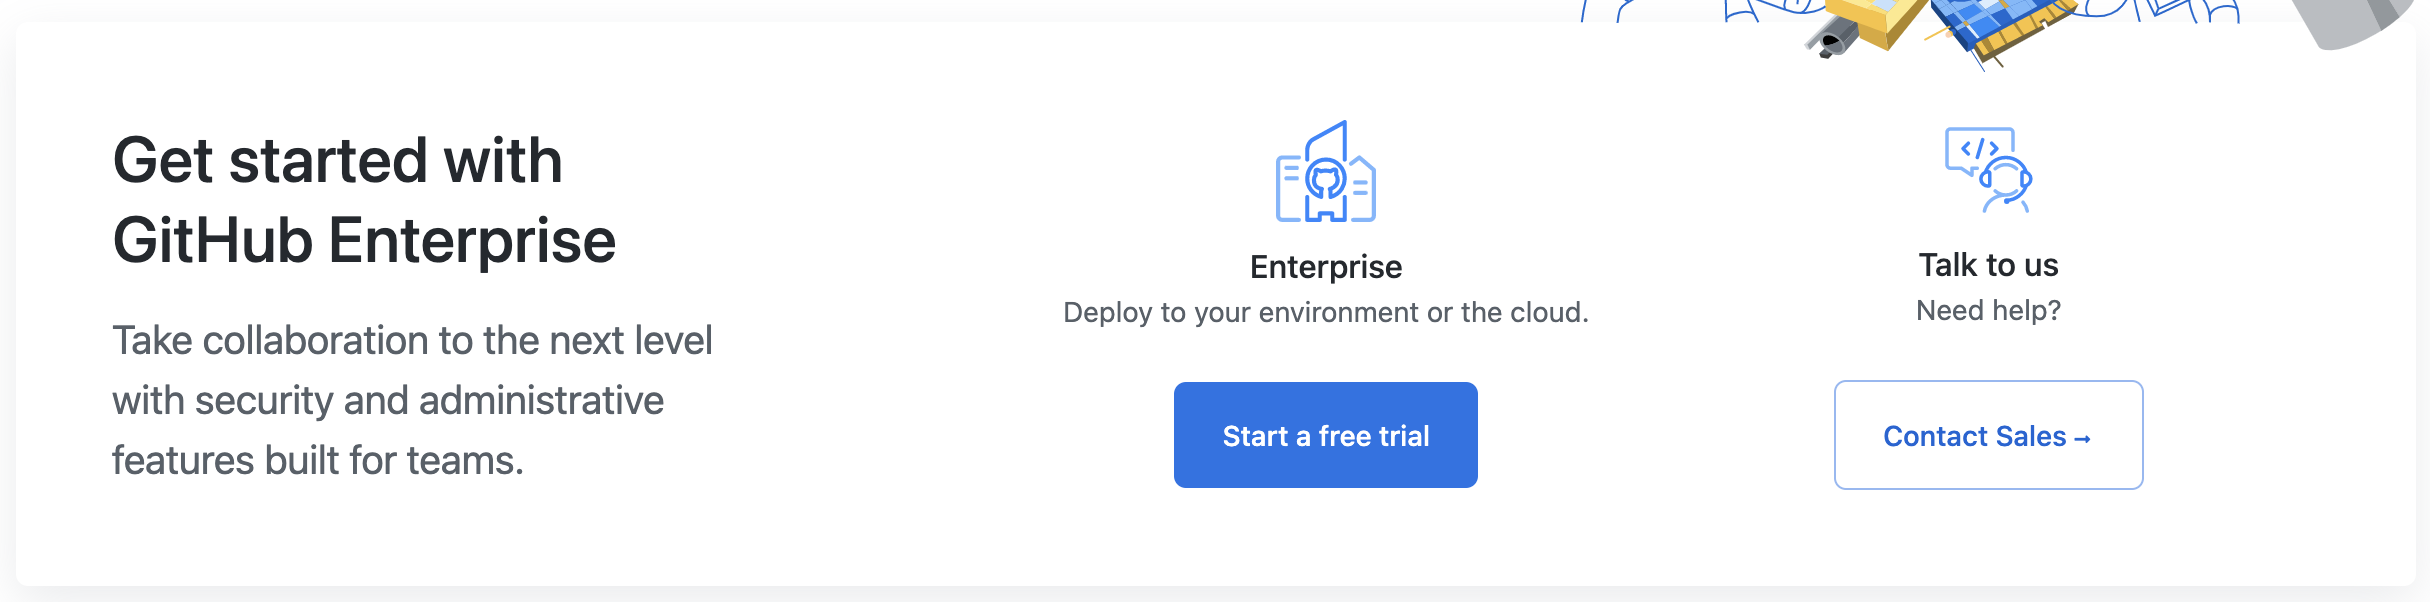 Get started with
GitHub Enterprise
Take collaboration to the next level
with security and administrative
features built for teams.
Enterprise
Deploy to your environment or the cloud.
Start a free trial
</>
Talk to us
Need help?
Contact Sales →